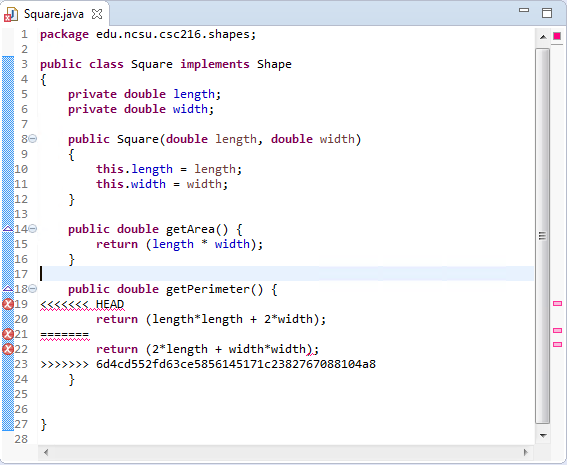 Square.java
1 package edu.ncsu.csc216.shapes;
2
3 public class Square implements Shape
4 {
5     private double length;
6     private double width;
7
8     public Square(double length, double width)
9     {
10         this.length = length;
11         this.width = width;
12     }
13
14     public double getArea() {
15         return (length * width);
16     }
17
18     public double getPerimeter() {
19 <<<<<<< HEAD
20         return (length*length + 2*width);
21 =======
22         return (2*length + width*width);
23 >>>>>>> 6d4cd552fd63ce5856145171c2382767088104a8
24     }
25
26
27 }
28